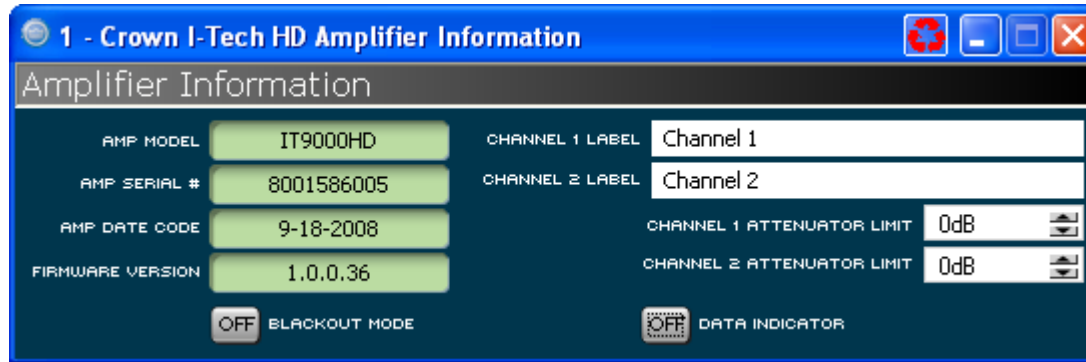 1 - Crown I-Tech HD Amplifier Information
Amplifier Information
AMP MODEL IT9000HD
AMP SERIAL # 8001586005
AMP DATE CODE 9-18-2008
FIRMWARE VERSION 1.0.0.36
OFF BLACKOUT MODE
CHANNEL 1 LABEL Channel 1
CHANNEL 2 LABEL Channel 2
CHANNEL 1 ATTENUATOR LIMIT 0dB
CHANNEL 2 ATTENUATOR LIMIT 0dB
OFF DATA INDICATOR